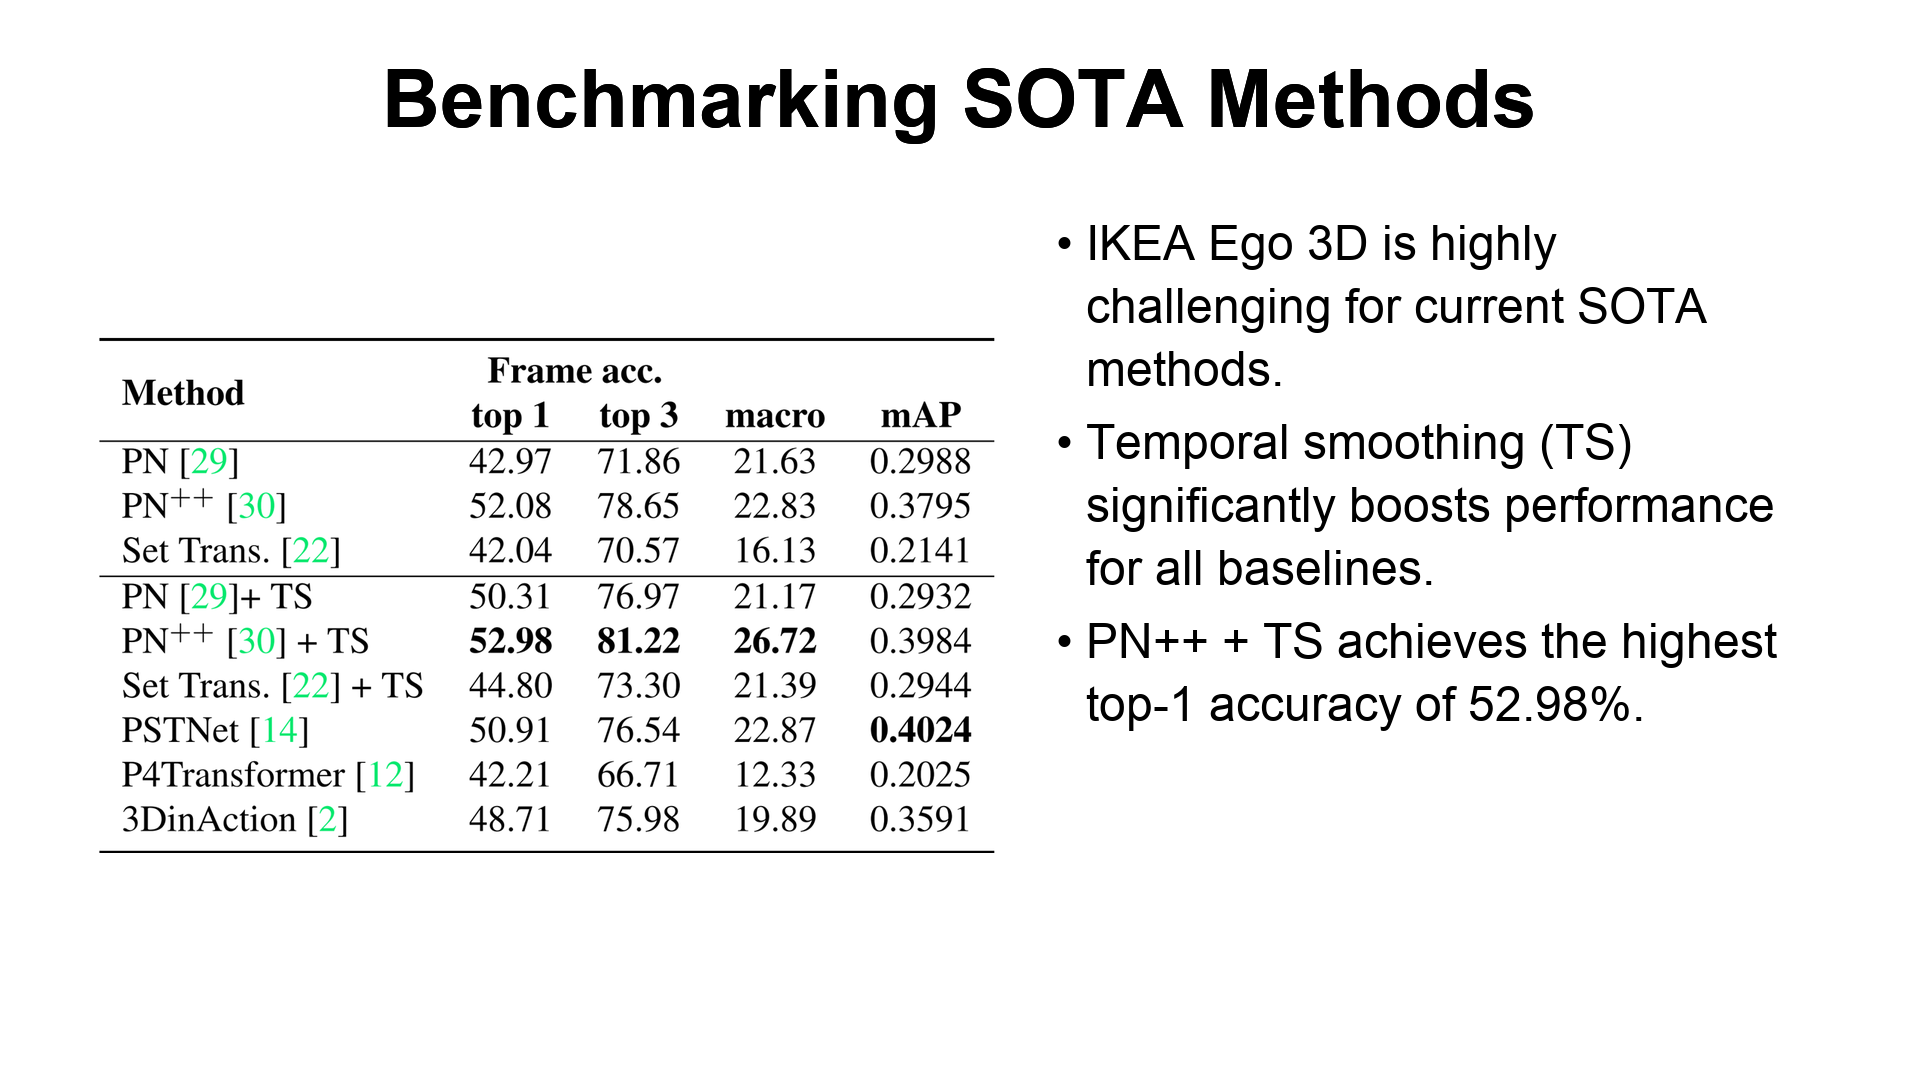 Benchmarking SOTA Methods
Method Frame acc.
top 1 top 3 macro mAP
PN [29] 42.97 71.86 21.63 0.2988
PN++ [30] 52.08 78.65 22.83 0.3795
Set Trans. [22] 42.04 70.57 16.13 0.2141
PN [29]+ TS 50.31 76.97 21.17 0.2932
PN++ [30] + TS 52.98 81.22 26.72 0.3984
Set Trans. [22] + TS 44.80 73.30 21.39 0.2944
PSTNet [14] 50.91 76.54 22.87 0.4024
P4Transformer [12] 42.21 66.71 12.33 0.2025
3DinAction [2] 48.71 75.98 19.89 0.3591
• IKEA Ego 3D is highly
challenging for current SOTA
methods.
• Temporal smoothing (TS)
significantly boosts performance
for all baselines.
• PN++ + TS achieves the highest
top-1 accuracy of 52.98%.